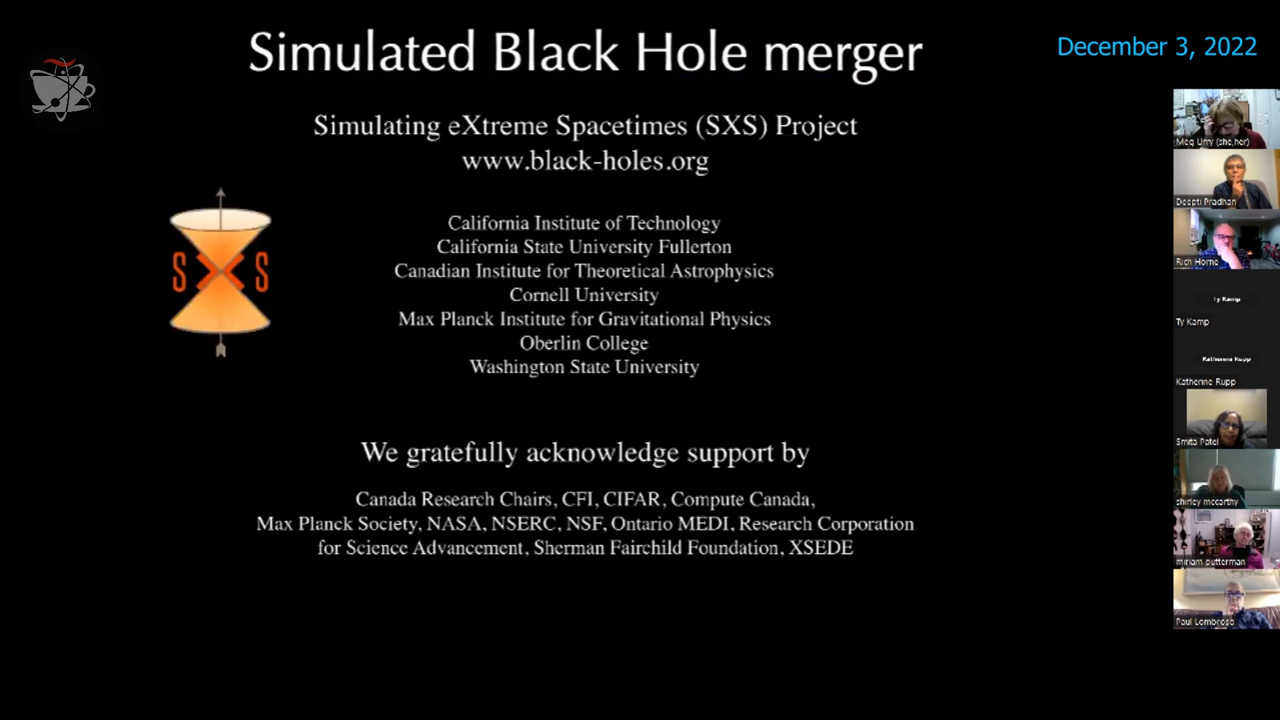 Simulated Black Hole merger
December 3, 2022
Simulating eXtreme Spacetimes (SXS) Project
www.black-holes.org
SXS
California Institute of Technology
California State University Fullerton
Canadian Institute for Theoretical Astrophysics
Cornell University
Max Planck Institute for Gravitational Physics
Oberlin College
Washington State University
We gratefully acknowledge support by
Canada Research Chairs, CFI, CIFAR, Compute Canada,
Max Planck Society, NASA, NSERC, NSF, Ontario MEDI, Research Corporation
for Science Advancement, Sherman Fairchild Foundation, XSEDE
Meg Urry (she,her)
Deepti Pradhan
Rich Horne
Ty Kamp
Ty Kamp
Katherine Rupp
Katherine Rupp
Smita Patel
shirley mccarthy
miriam putterman
Paul Lombroso